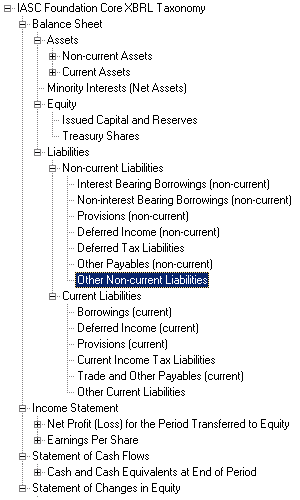 IASC Foundation Core XBRL Taxonomy
Balance Sheet
Assets
Non-current Assets
Current Assets
Minority Interests (Net Assets)
Equity
Issued Capital and Reserves
Treasury Shares
Liabilities
Non-current Liabilities
Interest Bearing Borrowings (non-current)
Non-interest Bearing Borrowings (non-current)
Provisions (non-current)
Deferred Income (non-current)
Deferred Tax Liabilities
Other Payables (non-current)
Other Non-current Liabilities
Current Liabilities
Borrowings (current)
Deferred Income (current)
Provisions (current)
Current Income Tax Liabilities
Trade and Other Payables (current)
Other Current Liabilities
Income Statement
Net Profit (Loss) for the Period Transferred to Equity
Earnings Per Share
Statement of Cash Flows
Cash and Cash Equivalents at End of Period
Statement of Changes in Equity